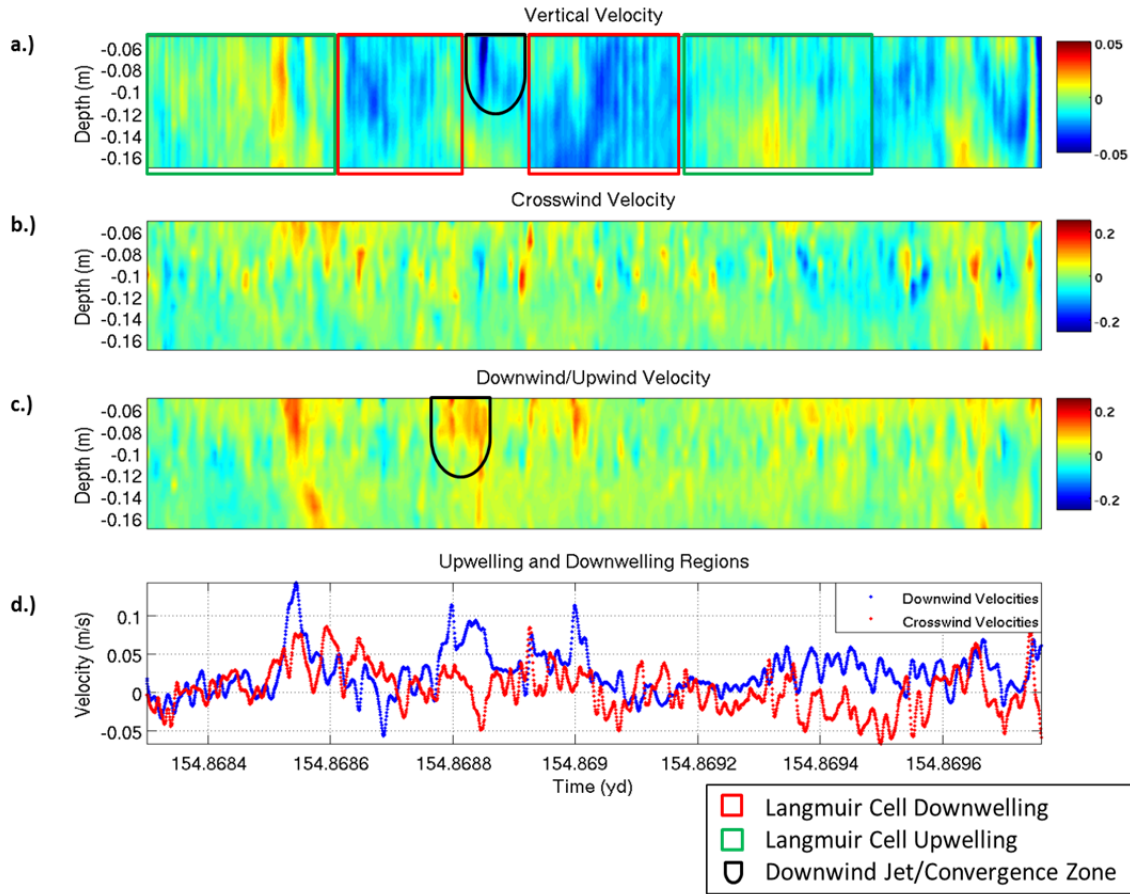 Vertical Velocity
a.)
-0.06
-0.08
-0.1
-0.12
-0.14
-0.16
Depth (m)
0.05
0
-0.05
Crosswind Velocity
b.)
-0.06
-0.08
-0.1
-0.12
-0.14
-0.16
Depth (m)
0.2
0
-0.2
Downwind/Upwind Velocity
c.)
-0.06
-0.08
-0.1
-0.12
-0.14
-0.16
Depth (m)
0.2
0
-0.2
Upwelling and Downwelling Regions
d.)
0.1
0.05
0
-0.05
Velocity (m/s)
Downwind Velocities
Crosswind Velocities
154.8684 154.8686 154.8688 154.869 154.8692 154.8694 154.8696
Time (yd)
Langmuir Cell Downwelling
Langmuir Cell Upwelling
Downwind Jet/Convergence Zone